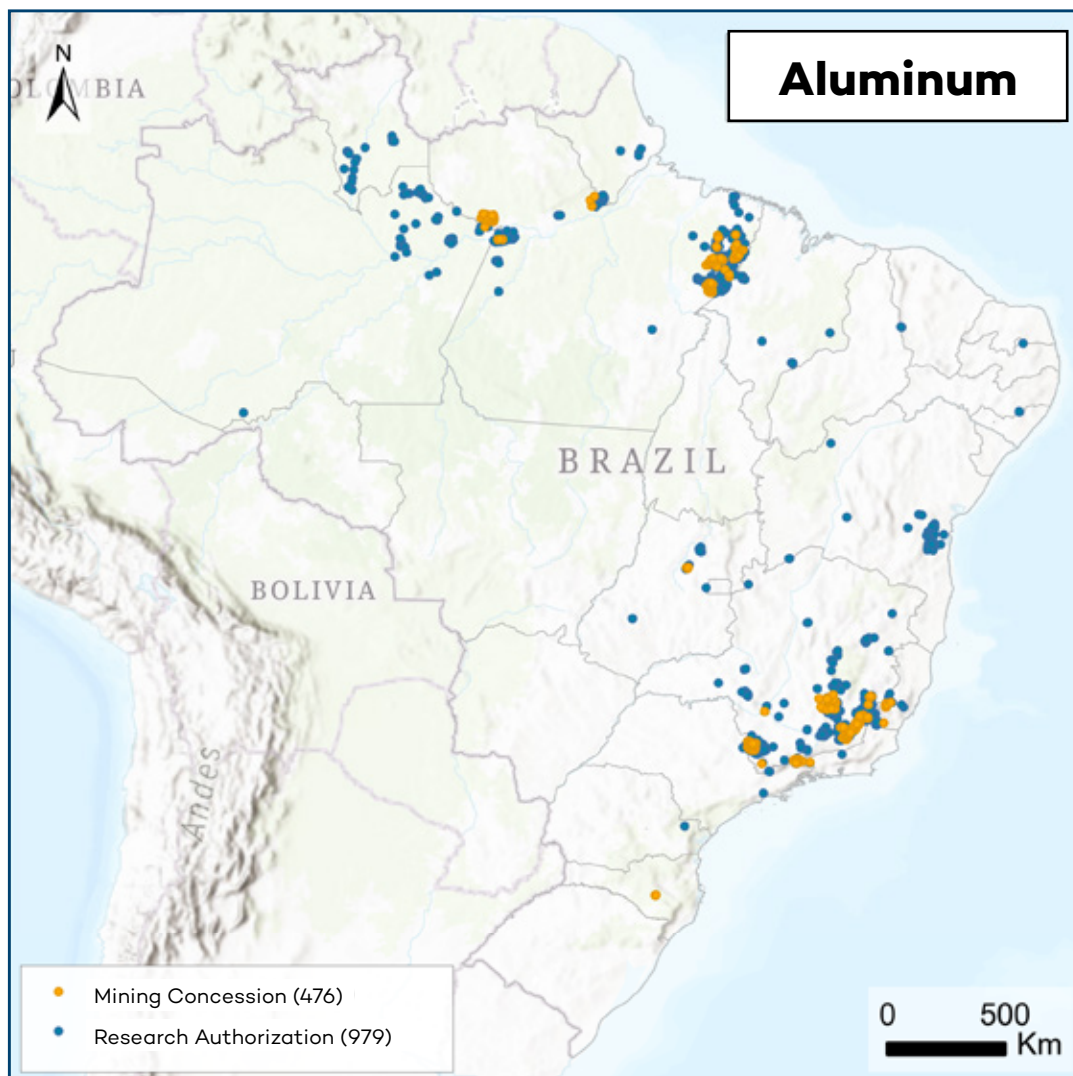 Aluminum
N
OLOMBIA
BRAZIL
BOLIVIA
Andes
Mining Concession (476)
Research Authorization (979)
0 500
Km